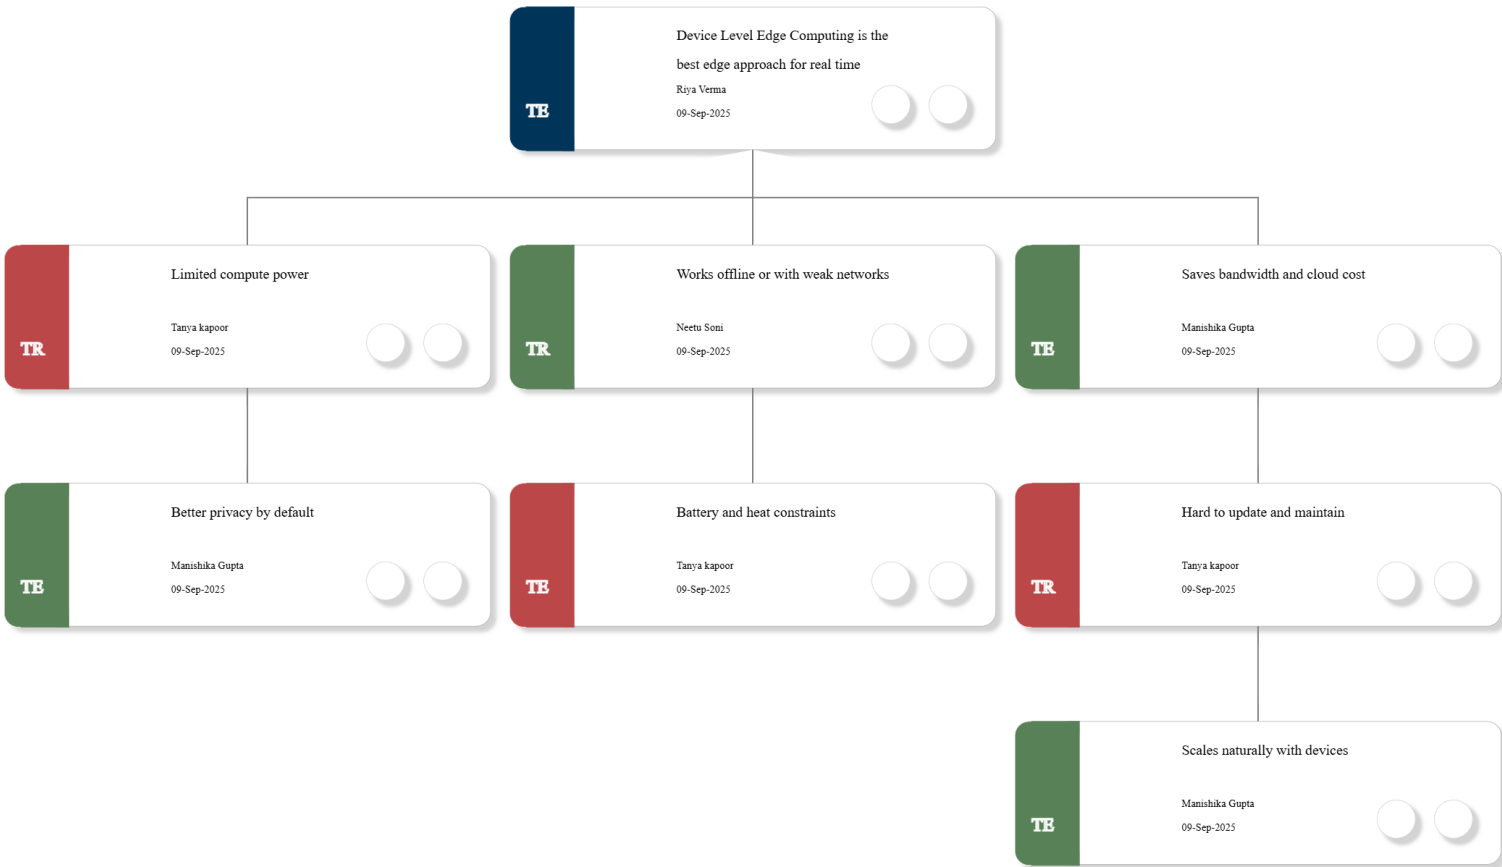 Device Level Edge Computing is the
best edge approach for real time
Riya Verma
09-Sep-2025
TE
Limited compute power
Tanya kapoor
09-Sep-2025
TR
Works offline or with weak networks
Neetu Soni
09-Sep-2025
TR
Saves bandwidth and cloud cost
Manishika Gupta
09-Sep-2025
TE
Better privacy by default
Manishika Gupta
09-Sep-2025
TE
Battery and heat constraints
Tanya kapoor
09-Sep-2025
TE
Hard to update and maintain
Tanya kapoor
09-Sep-2025
TR
Scales naturally with devices
Manishika Gupta
09-Sep-2025
TE